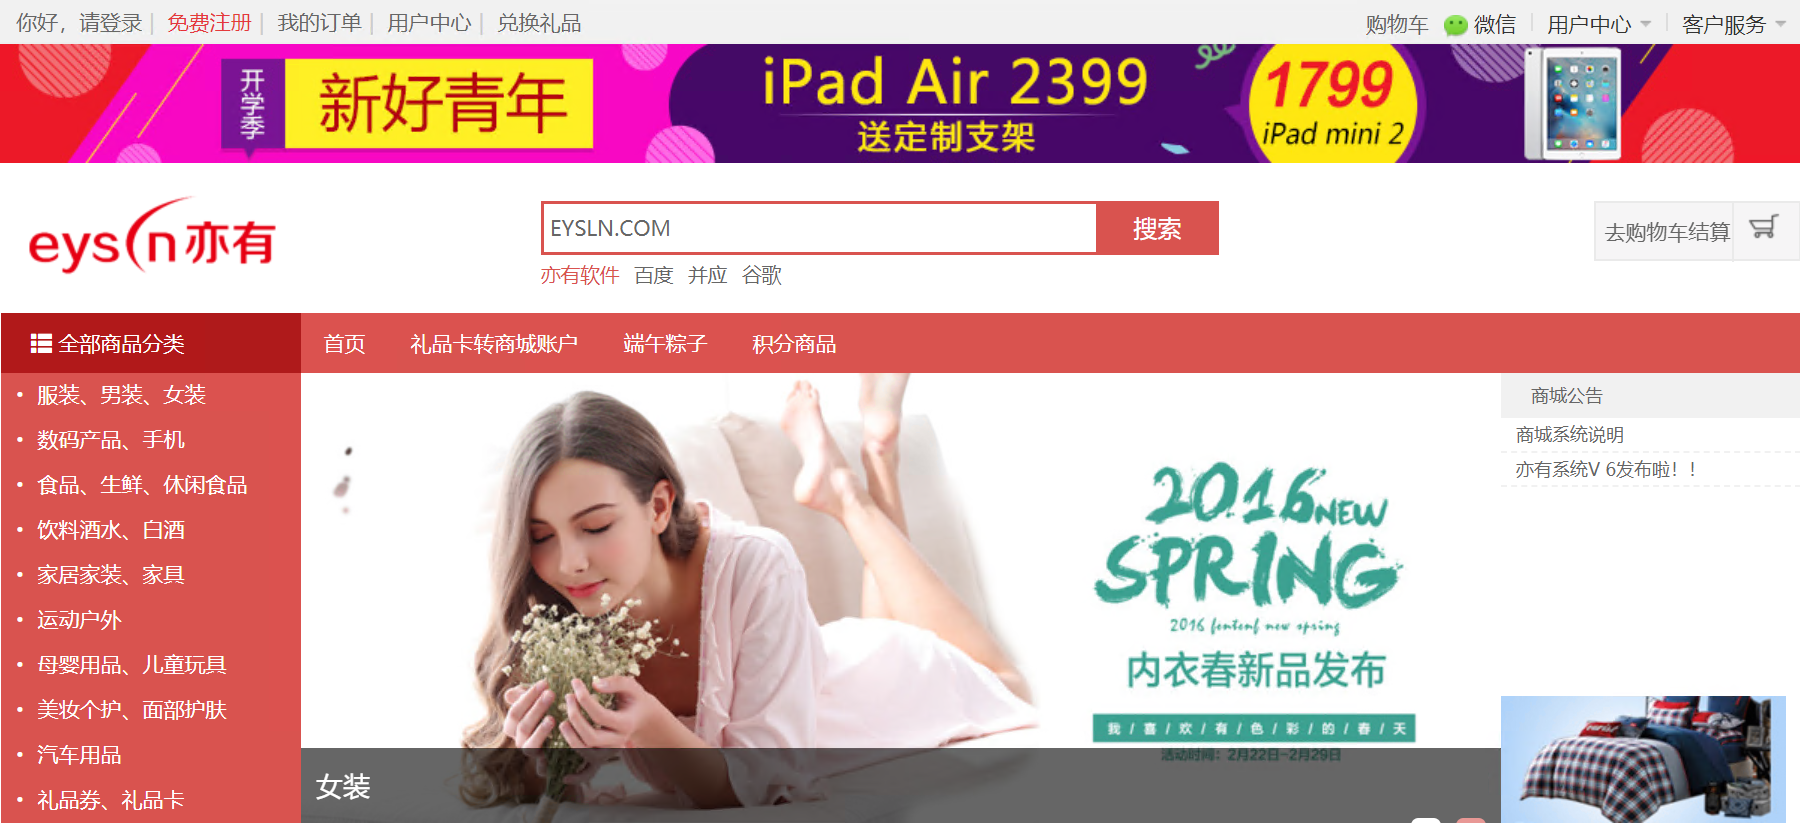 你好，请登录 | 免费注册 | 我的订单 | 用户中心 | 兑换礼品
购物车 微信 | 用户中心 | 客户服务
开学季
新好青年
iPad Air 2399
送定制支架
1799
iPad mini 2
eysln亦有
EYSLN.COM
搜索
亦有软件 百度 并应 谷歌
去购物车结算
全部商品分类
首页 礼品卡转商城账户 端午粽子 积分商品
• 服装、男装、女装
• 数码产品、手机
• 食品、生鲜、休闲食品
• 饮料酒水、白酒
• 家居家装、家具
• 运动户外
• 母婴用品、儿童玩具
• 美妆个护、面部护肤
• 汽车用品
• 礼品券、礼品卡
2016 NEW
SPRING
2016 fentenf new spring
内衣春新品发布
我/喜/欢/有/色/彩/的/春/天
活动时间：2月22日-2月29日
女装
商城公告
商城系统说明
亦有系统V 6发布啦！！